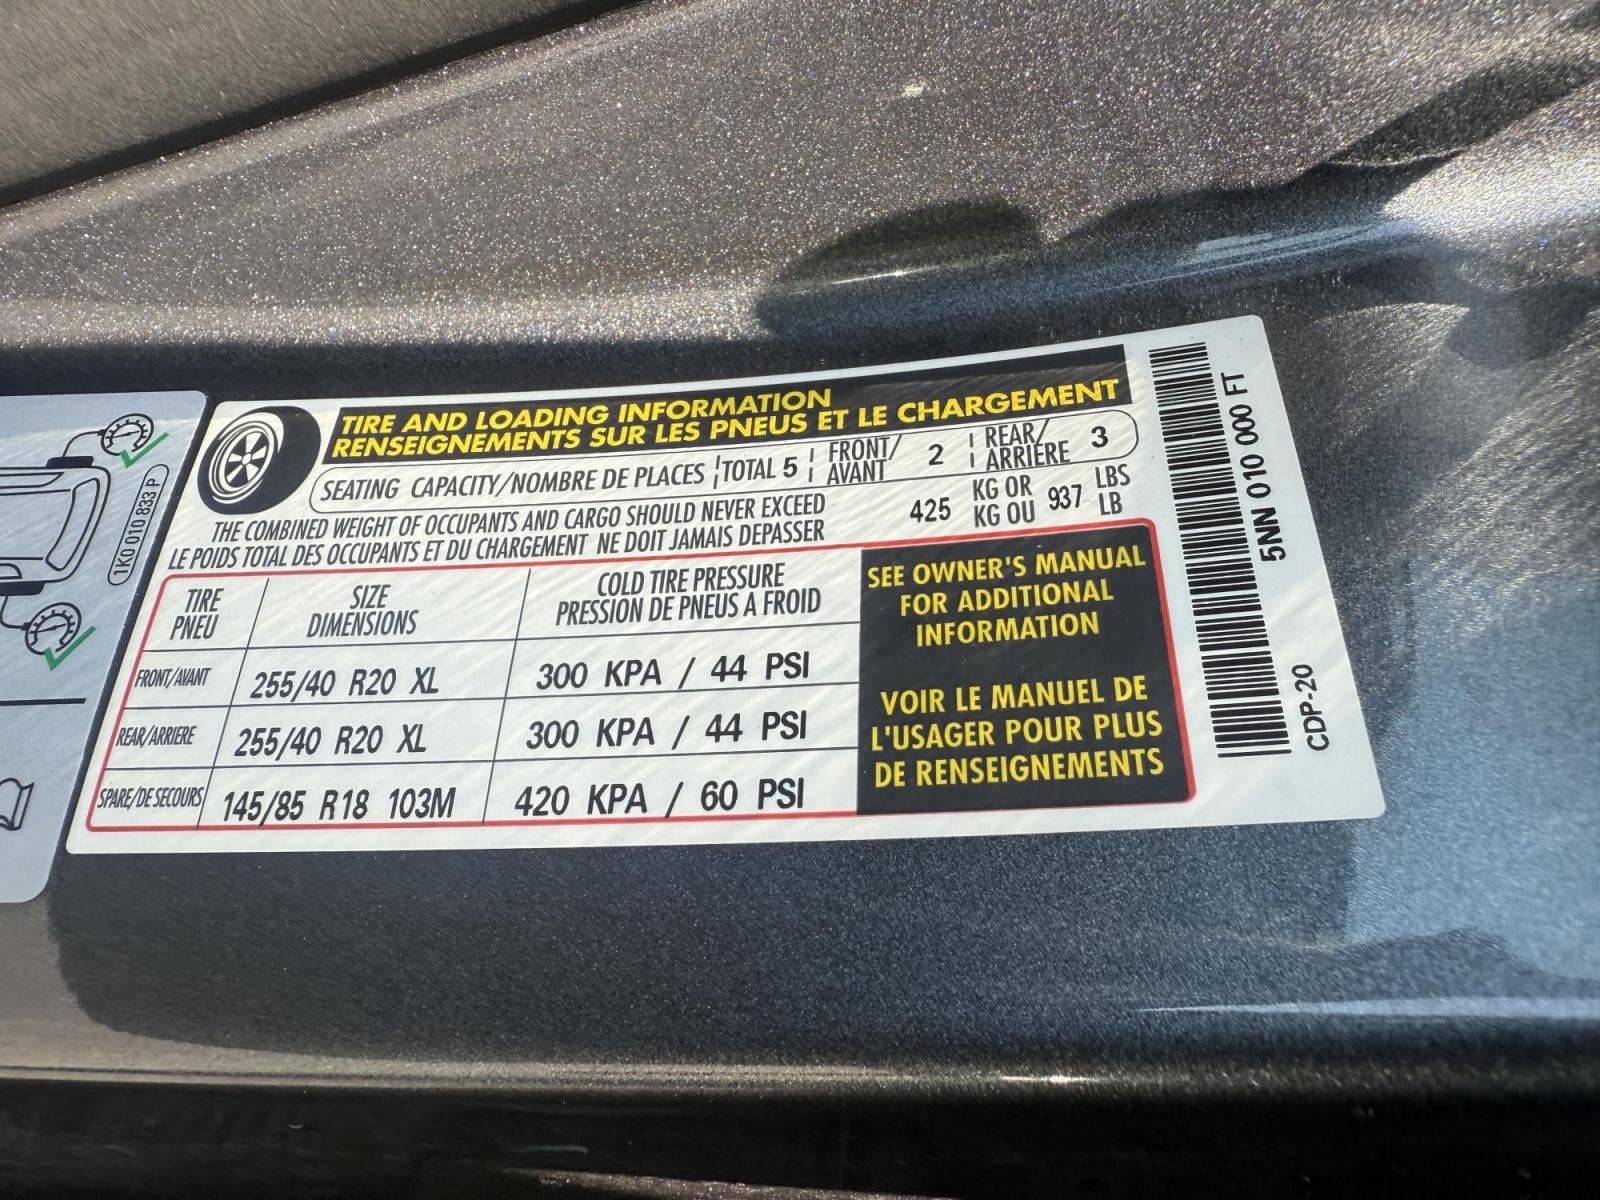 1K0 010 833 P
TIRE AND LOADING INFORMATION
RENSEIGNEMENTS SUR LES PNEUS ET LE CHARGEMENT
SEATING CAPACITY/NOMBRE DE PLACES TOTAL 5 FRONT/AVANT 2 REAR/ARRIÈRE 3
THE COMBINED WEIGHT OF OCCUPANTS AND CARGO SHOULD NEVER EXCEED
LE POIDS TOTAL DES OCCUPANTS ET DU CHARGEMENT NE DOIT JAMAIS DEPASSER
425 KG OR KG OU 937 LBS LB
TIRE PNEU
SIZE DIMENSIONS
COLD TIRE PRESSURE
PRESSION DE PNEUS A FROID
FRONT/AVANT 255/40 R20 XL 300 KPA / 44 PSI
REAR/ARRIERE 255/40 R20 XL 300 KPA / 44 PSI
SPARE/DE SECOURS 145/85 R18 103M 420 KPA / 60 PSI
SEE OWNER'S MANUAL
FOR ADDITIONAL
INFORMATION
VOIR LE MANUEL DE
L'USAGER POUR PLUS
DE RENSEIGNEMENTS
5NN 010 000 FT
CDP-20